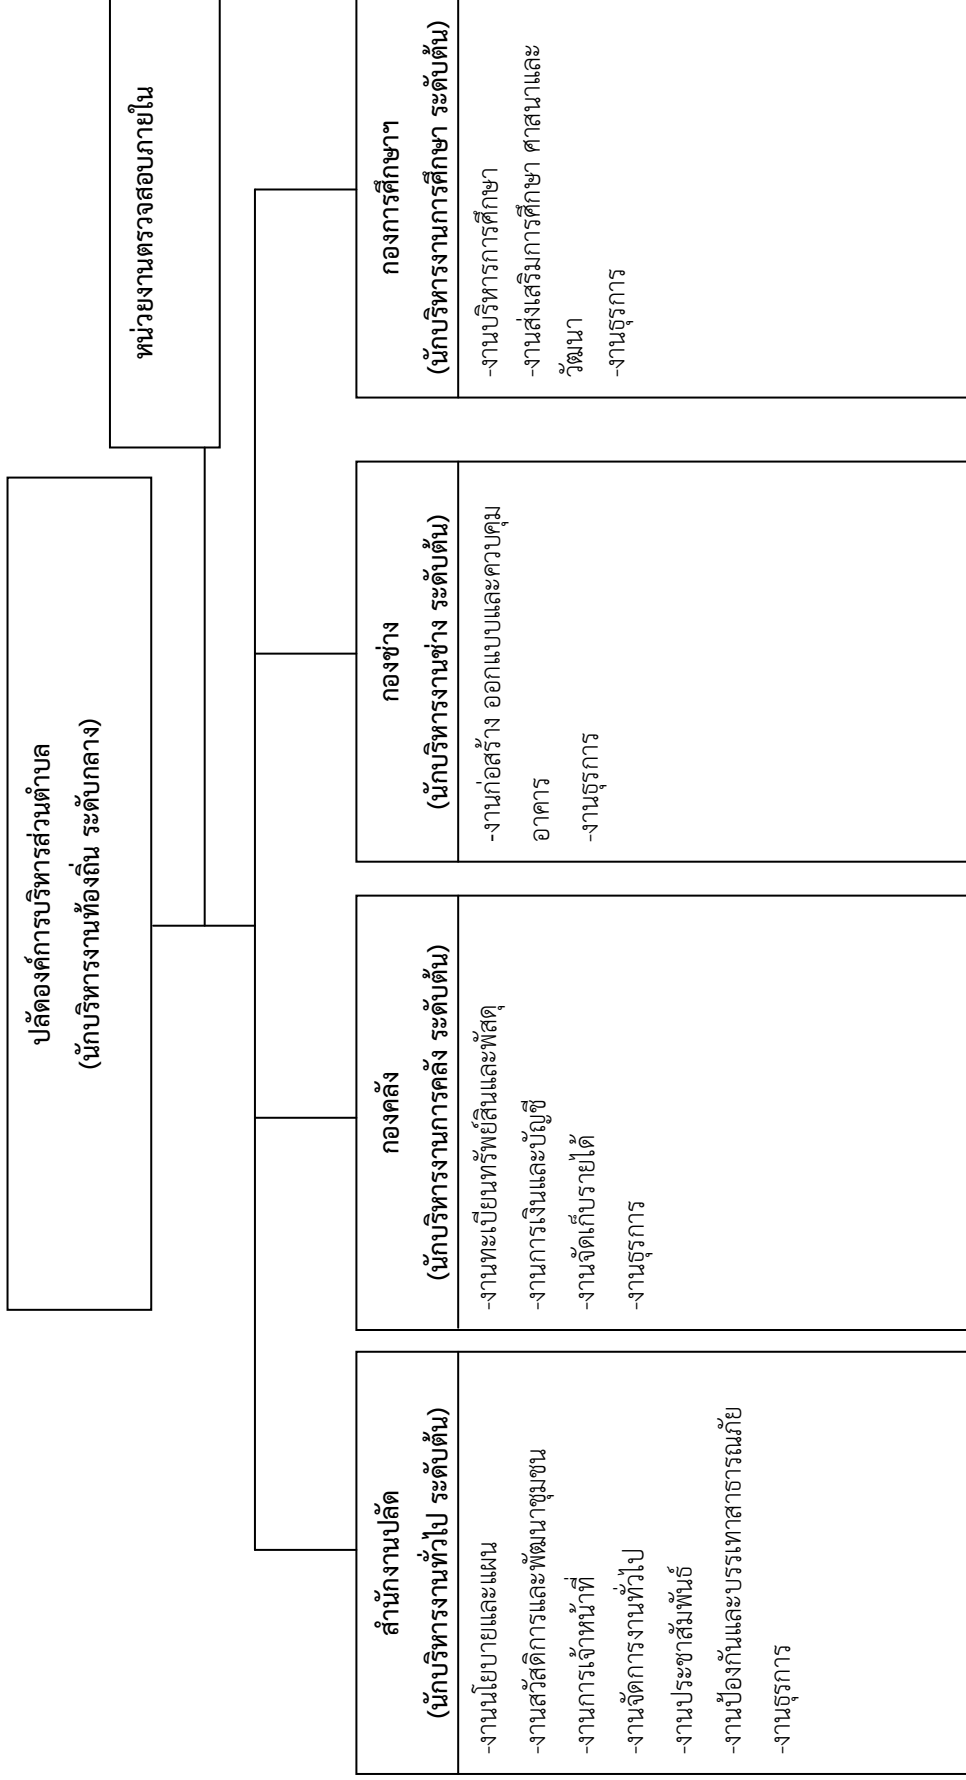 ปลัดองค์การบริหารส่วนตำบล
(นักบริหารงานท้องถิ่น ระดับกลาง)
หน่วยงานตรวจสอบภายใน
สำนักงานปลัด
(นักบริหารงานทั่วไป ระดับต้น)
-งานนโยบายและแผน
-งานสวัสดิการและพัฒนาชุมชน
-งานการเจ้าหน้าที่
-งานจัดการงานทั่วไป
-งานประชาสัมพันธ์
-งานป้องกันและบรรเทาสาธารณภัย
-งานธุรการ
กองคลัง
(นักบริหารงานการคลัง ระดับต้น)
-งานทะเบียนทรัพย์สินและพัสดุ
-งานการเงินและบัญชี
-งานจัดเก็บรายได้
-งานธุรการ
กองช่าง
(นักบริหารงานช่าง ระดับต้น)
-งานก่อสร้าง ออกแบบและควบคุม
อาคาร
-งานธุรการ
กองการศึกษาฯ
(นักบริหารงานการศึกษา ระดับต้น)
-งานบริหารการศึกษา
-งานส่งเสริมการศึกษา ศาสนาและ
วัฒนา
-งานธุรการ